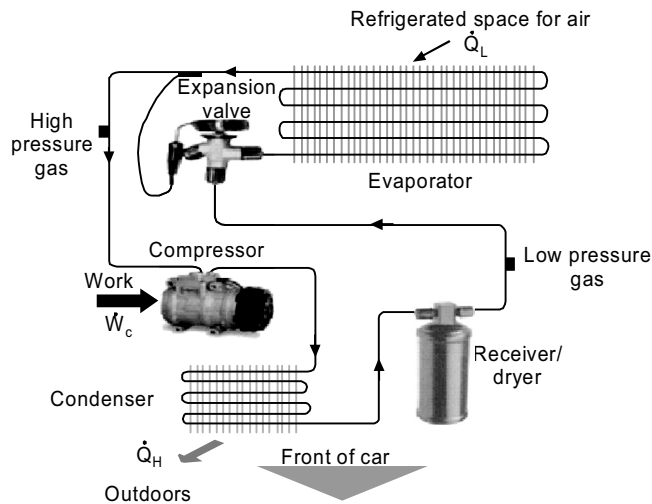 Refrigerated space for air
Q̇L
Expansion
valve
High
pressure
gas
Evaporator
Compressor
Low pressure
gas
Work
Ẇc
Receiver/
dryer
Condenser
Q̇H
Front of car
Outdoors